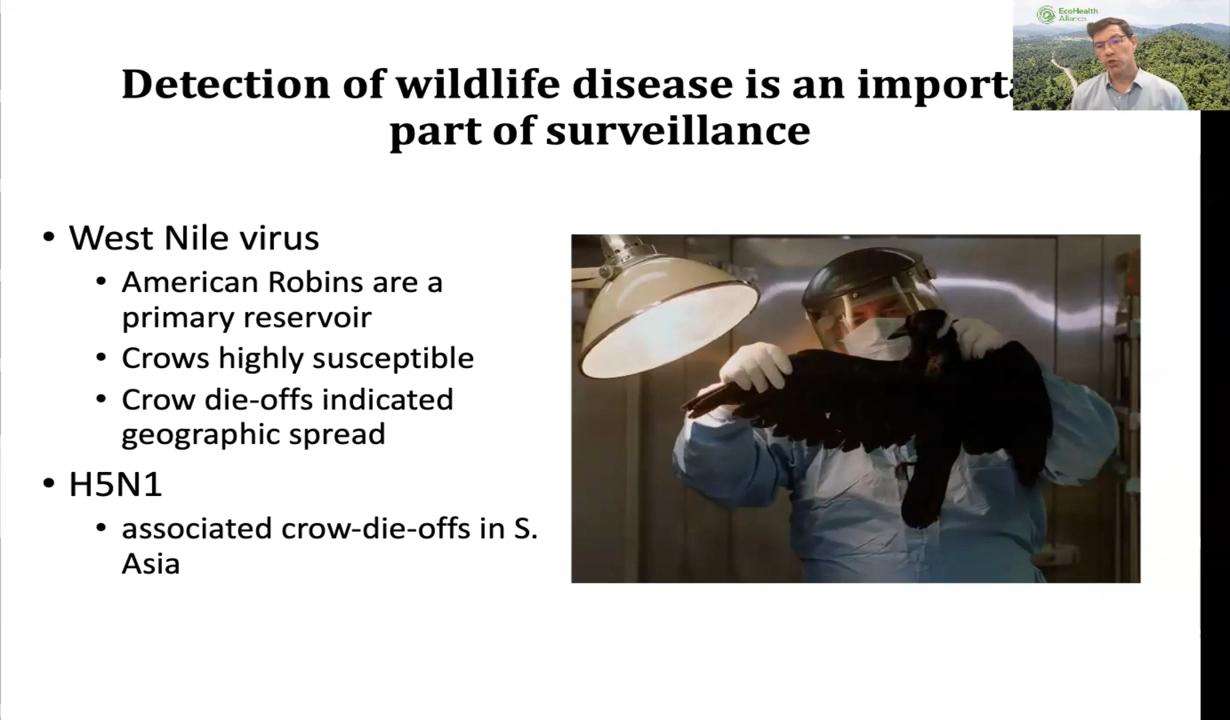 EcoHealth
Alliance
Detection of wildlife disease is an
part of surveillance
• West Nile virus
• American Robins are a
primary reservoir
• Crows highly susceptible
• Crow die-offs indicated
geographic spread
• H5N1
• associated crow-die-offs in S.
Asia